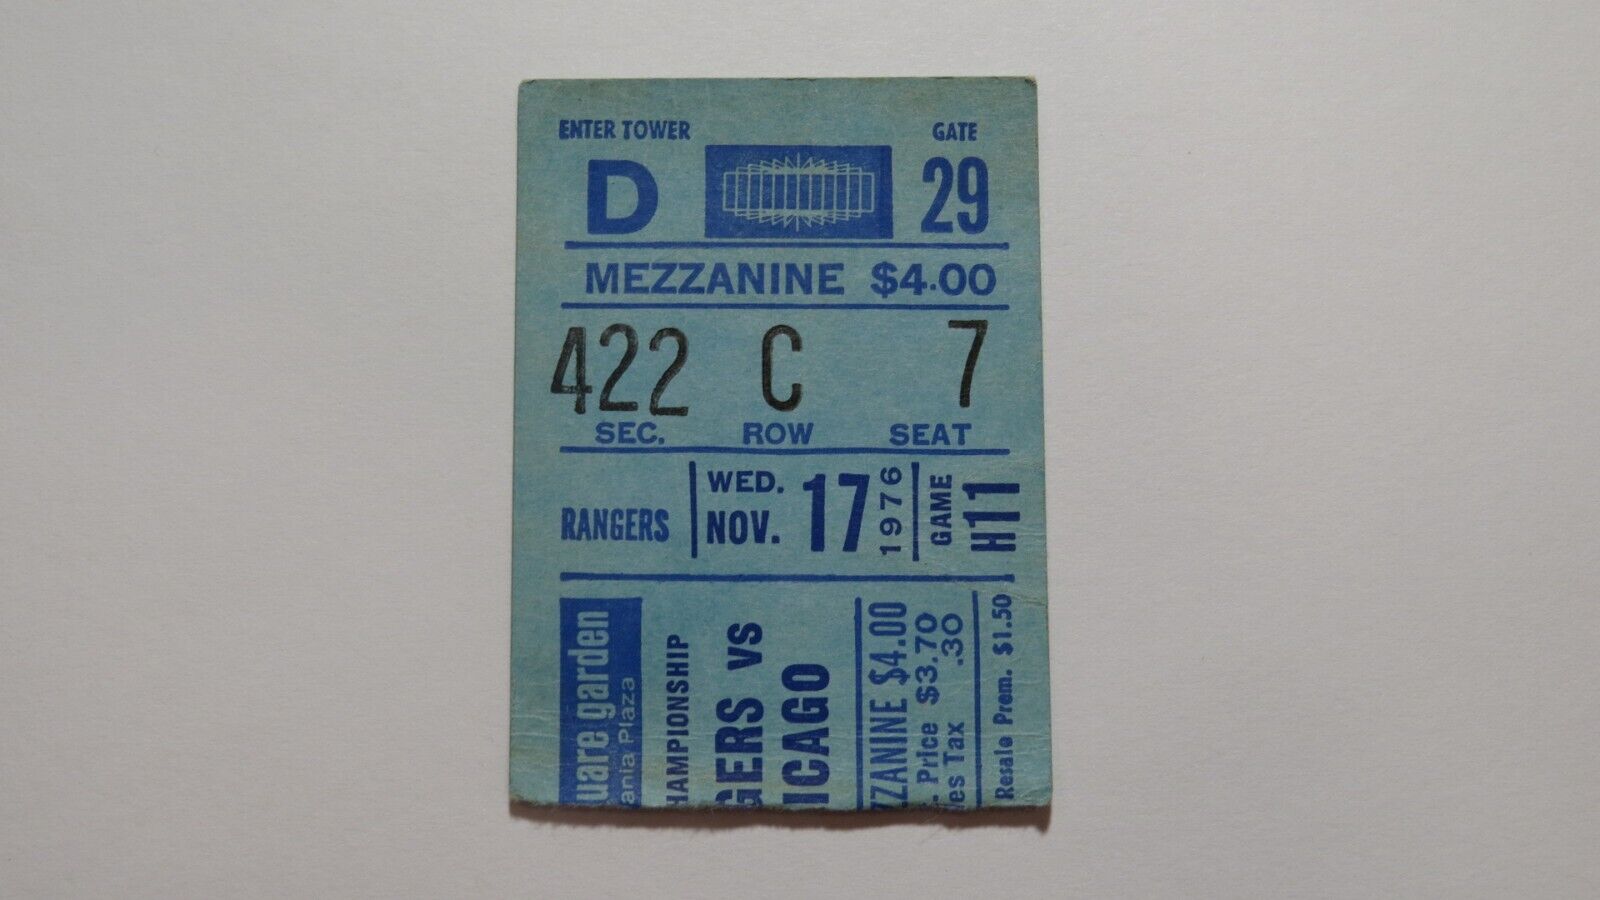 ENTER TOWER GATE
D 29
MEZZANINE $4.00
422 C 7
SEC. ROW SEAT
RANGERS
WED.
NOV. 17 1976
GAME
H11
uare garden
ania Plaza
HAMPIONSHIP
GERS VS
ICAGO
ZZANINE $4.00
Price $3.70
es Tax .30
Resale Prem. $1.50